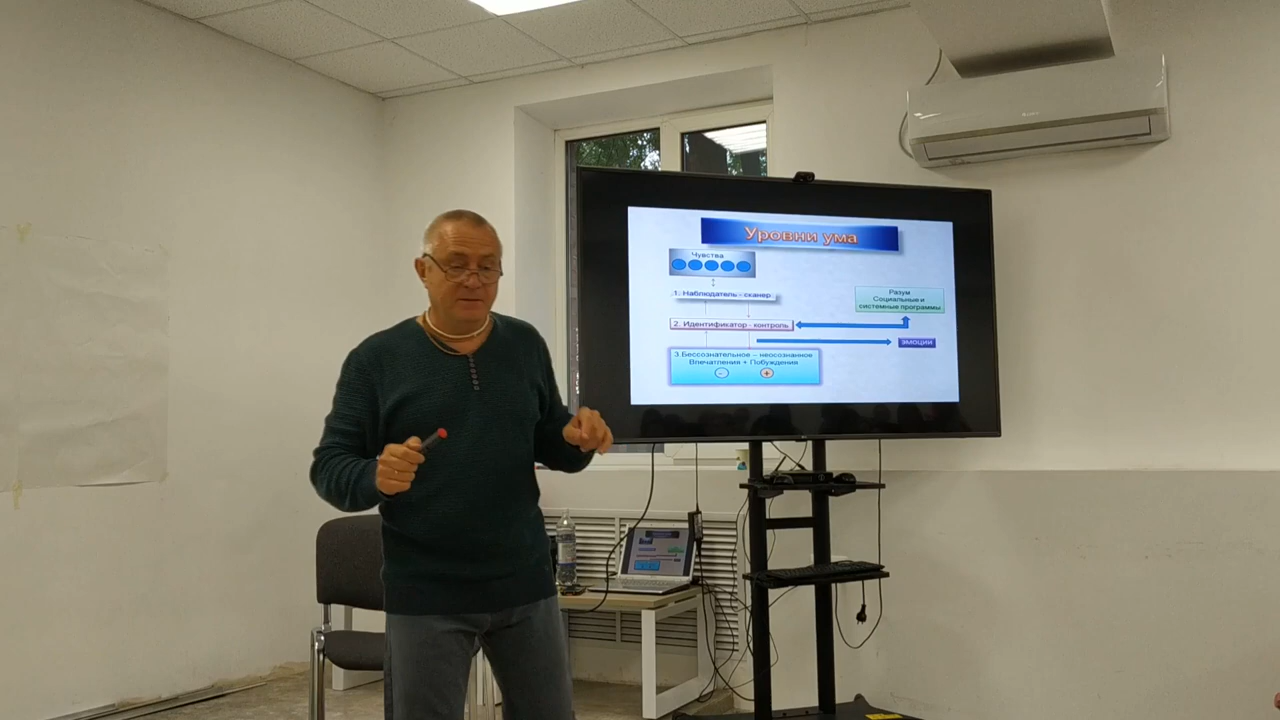 Уровни ума
Чувства
1. Наблюдатель - сканер
Разум
Социальные и
системные программы
2. Идентификатор - контроль
эмоции
3.Бессознательное – неосознанное
Впечатления + Побуждения
- +